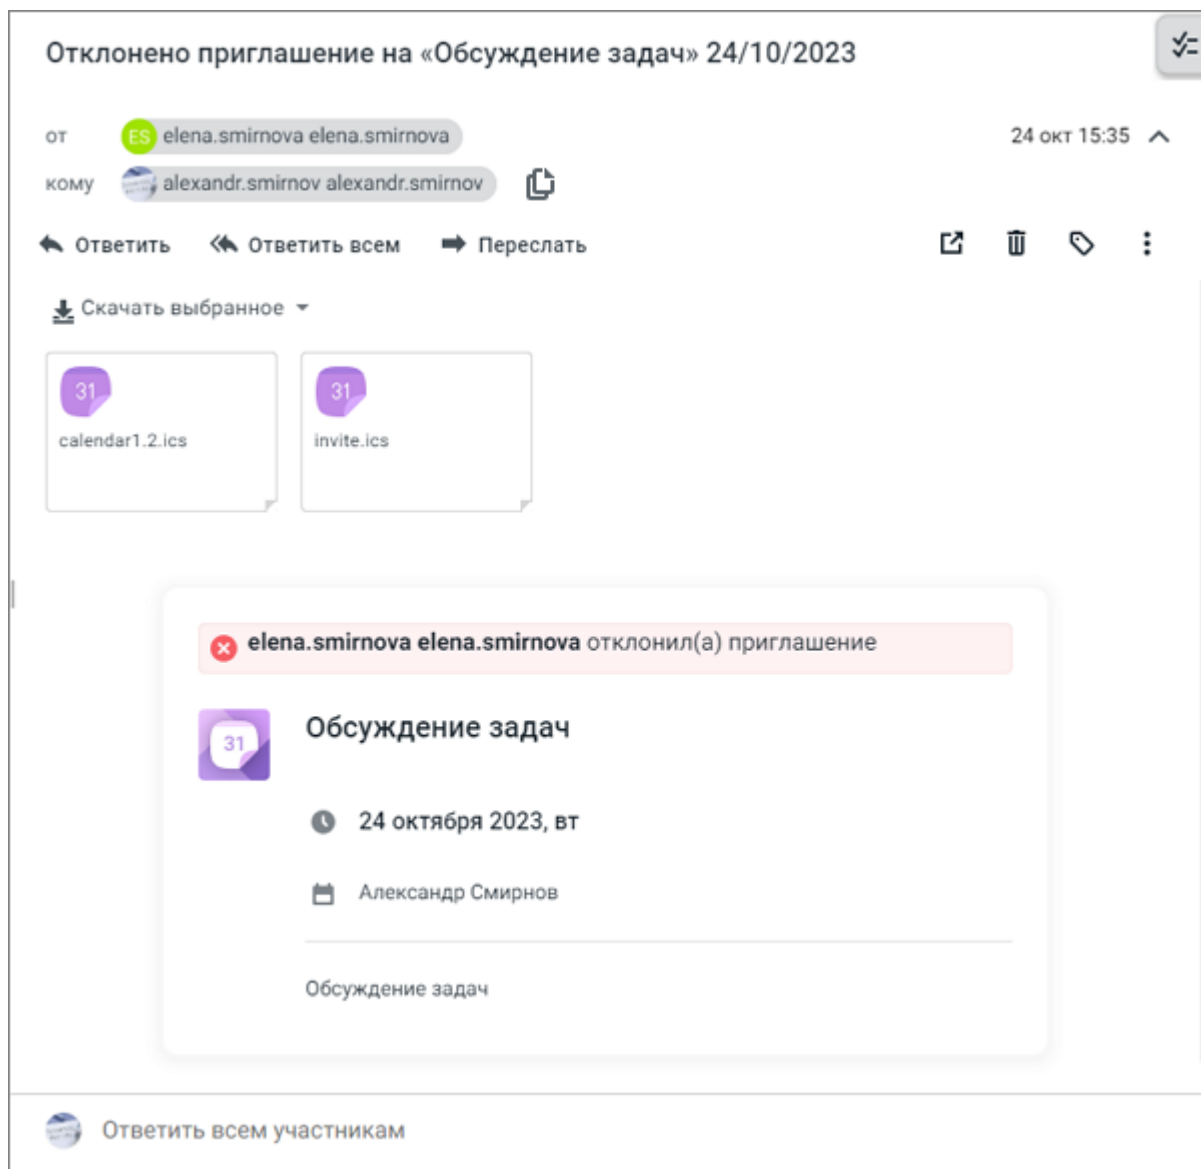 Отклонено приглашение на «Обсуждение задач» 24/10/2023
от ES elena.smirnova elena.smirnova 24 окт 15:35
кому alexandr.smirnov alexandr.smirnov
Ответить Ответить всем Переслать
Скачать выбранное
31 31
calendar1.2.ics invite.ics
elena.smirnova elena.smirnova отклонил(а) приглашение
31 Обсуждение задач
24 октября 2023, вт
Александр Смирнов
Обсуждение задач
Ответить всем участникам